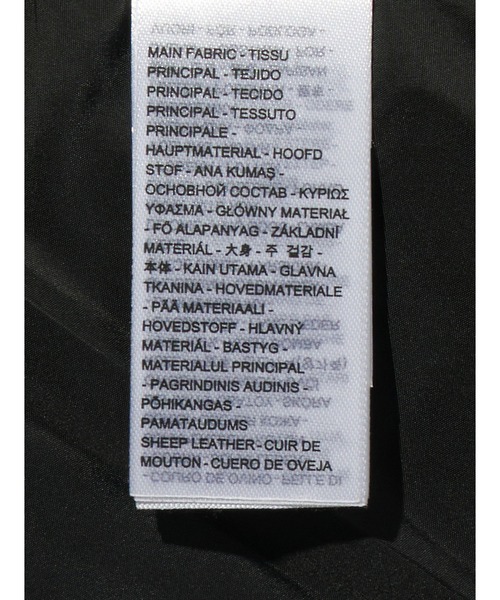 MAIN FABRIC - TISSU
PRINCIPAL - TEJIDO
PRINCIPAL - TECIDO
PRINCIPAL - TESSUTO
PRINCIPALE -
HAUPTMATERIAL - HOOFD
STOF - ANA KUMAŞ -
ОСНОВНОЙ СОСТАВ - ΚΥΡΙΩΣ
ΥΦΑΣΜΑ - GŁÓWNY MATERIAŁ
- FŐ ALAPANYAG - ZÁKLADNÍ
MATERIÁL - 大身 - 주 겉감 -
本体 - KAIN UTAMA - GLAVNA
TKANINA - HOVEDMATERIALE
- PÄÄ MATERIAALI -
HOVEDSTOFF - HLAVNÝ
MATERIÁL - BASTYG -
MATERIALUL PRINCIPAL
- PAGRINDINIS AUDINIS -
PÕHIKANGAS -
PAMATAUDUMS
SHEEP LEATHER - CUIR DE
MOUTON - CUERO DE OVEJA